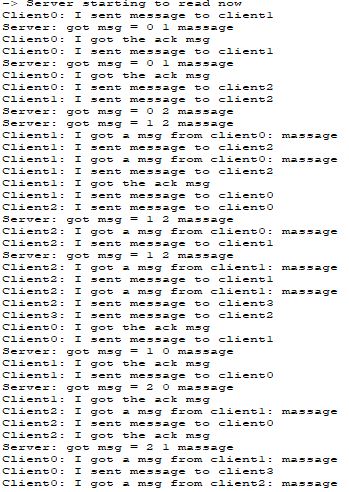 -> Server starting to read now
Client0: I sent message to client1
Server: got msg = 0 1 massage
Client0: I got the ack msg
Client0: I sent message to client1
Server: got msg = 0 1 massage
Client0: I got the ack msg
Client0: I sent message to client2
Client1: I sent message to client2
Server: got msg = 0 2 massage
Server: got msg = 1 2 massage
Client1: I got a msg from client0: massage
Client1: I sent message to client2
Client1: I got a msg from client0: massage
Client1: I sent message to client2
Client1: I got the ack msg
Client1: I sent message to client0
Client2: I sent message to client0
Server: got msg = 1 2 massage
Client2: I got a msg from client0: massage
Client2: I sent message to client1
Server: got msg = 1 2 massage
Client2: I got a msg from client1: massage
Client2: I sent message to client1
Client2: I got a msg from client1: massage
Client2: I sent message to client3
Client3: I sent message to client2
Client0: I got the ack msg
Client0: I sent message to client1
Server: got msg = 1 0 massage
Client1: I got the ack msg
Client1: I sent message to client0
Server: got msg = 2 0 massage
Client1: I got the ack msg
Client2: I got a msg from client1: massage
Client2: I sent message to client0
Client2: I got the ack msg
Server: got msg = 2 1 massage
Client0: I got a msg from client1: massage
Client0: I sent message to client3
Client0: I got a msg from client2: massage